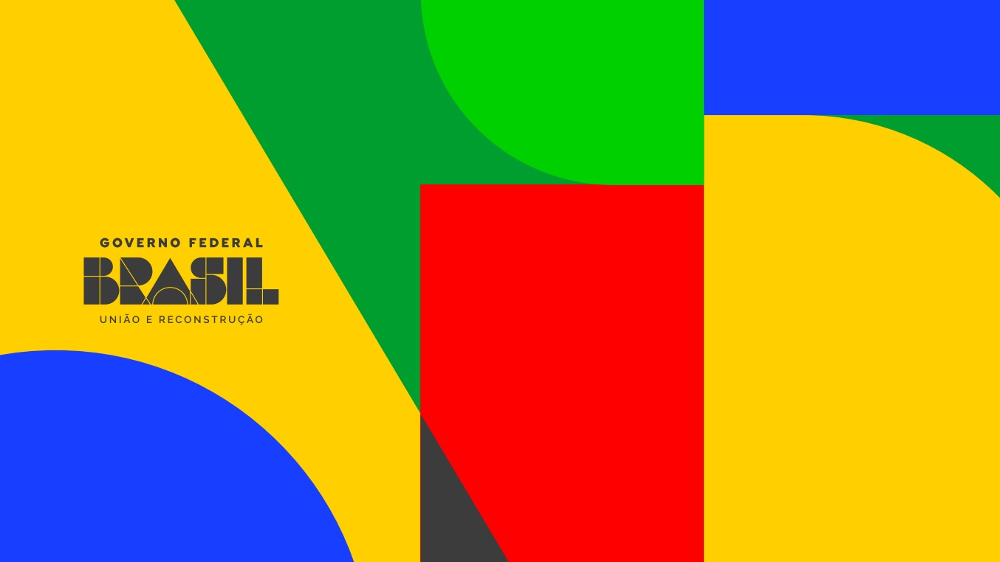 GOVERNO FEDERAL
BRASIL
UNIÃO E RECONSTRUÇÃO